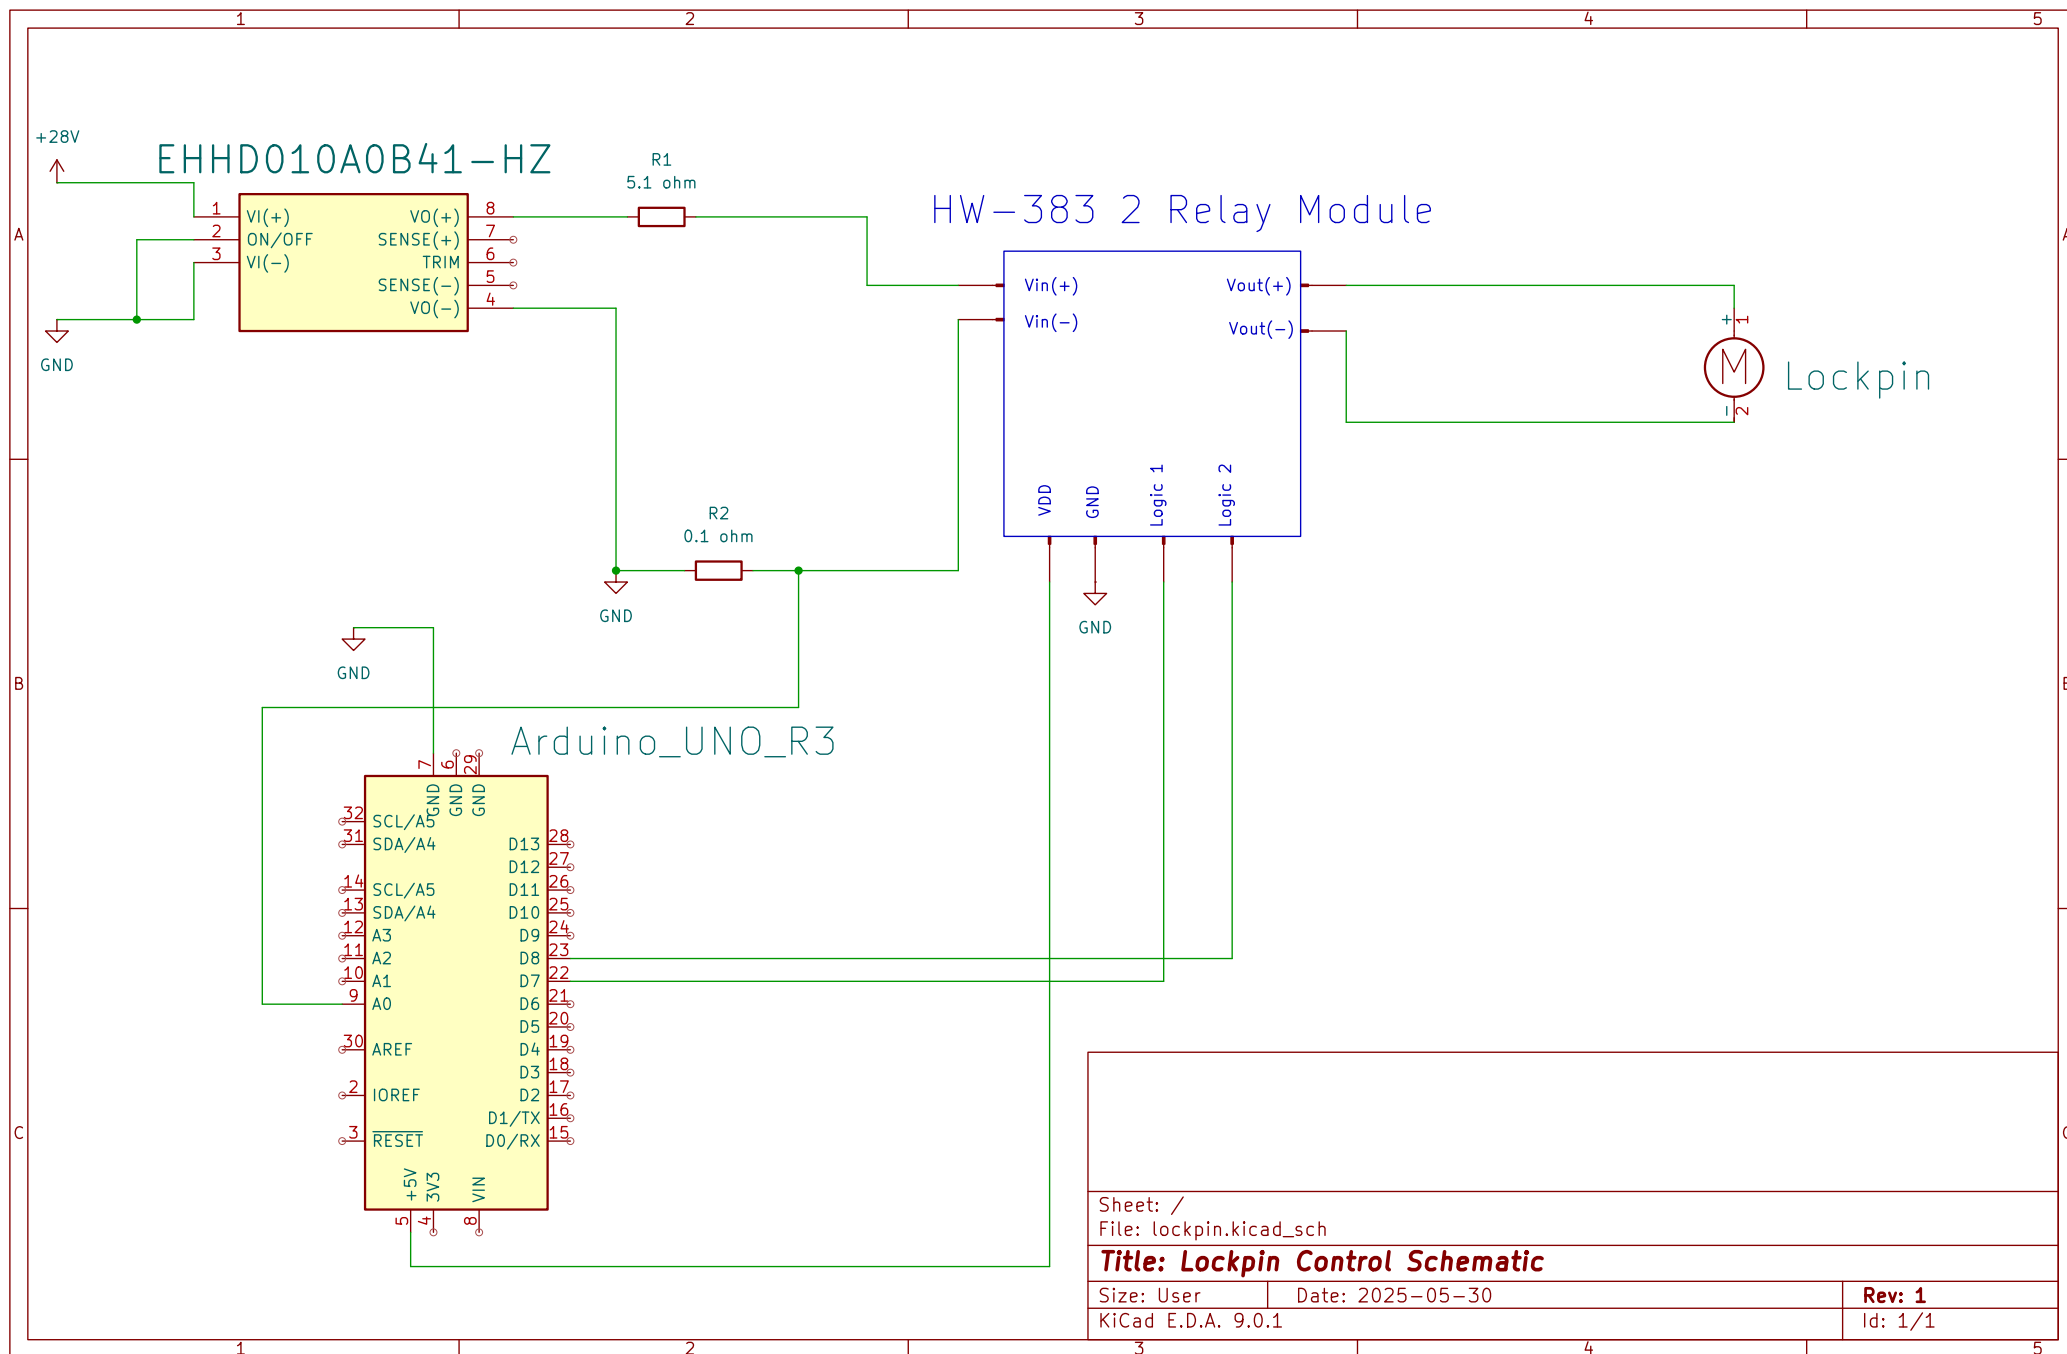 1 2 3 4 5
A
B
C
+28V
EHHD010A0B41-HZ
1 VI(+)
2 ON/OFF
3 VI(-)
VO(+) 8
SENSE(+) 7
TRIM 6
SENSE(-) 5
VO(-) 4
GND
R1
5.1 ohm
HW-383 2 Relay Module
Vin(+)
Vin(-)
Vout(+)
Vout(-)
VDD
GND
Logic 1
Logic 2
GND
+ 1
M
- 2
Lockpin
R2
0.1 ohm
GND
GND
Arduino_UNO_R3
7 GND
6 GND
29 GND
32 SCL/A5
31 SDA/A4
14 SCL/A5
13 SDA/A4
12 A3
11 A2
10 A1
9 A0
30 AREF
2 IOREF
3 RESET
D13 28
D12 27
D11 26
D10 25
D9 24
D8 23
D7 22
D6 21
D5 20
D4 19
D3 18
D2 17
D1/TX 16
D0/RX 15
+5V 5
3V3 4
VIN 8
Sheet: /
File: lockpin.kicad_sch
Title: Lockpin Control Schematic
Size: User Date: 2025-05-30 Rev: 1
KiCad E.D.A. 9.0.1 Id: 1/1
1 2 3 4 5